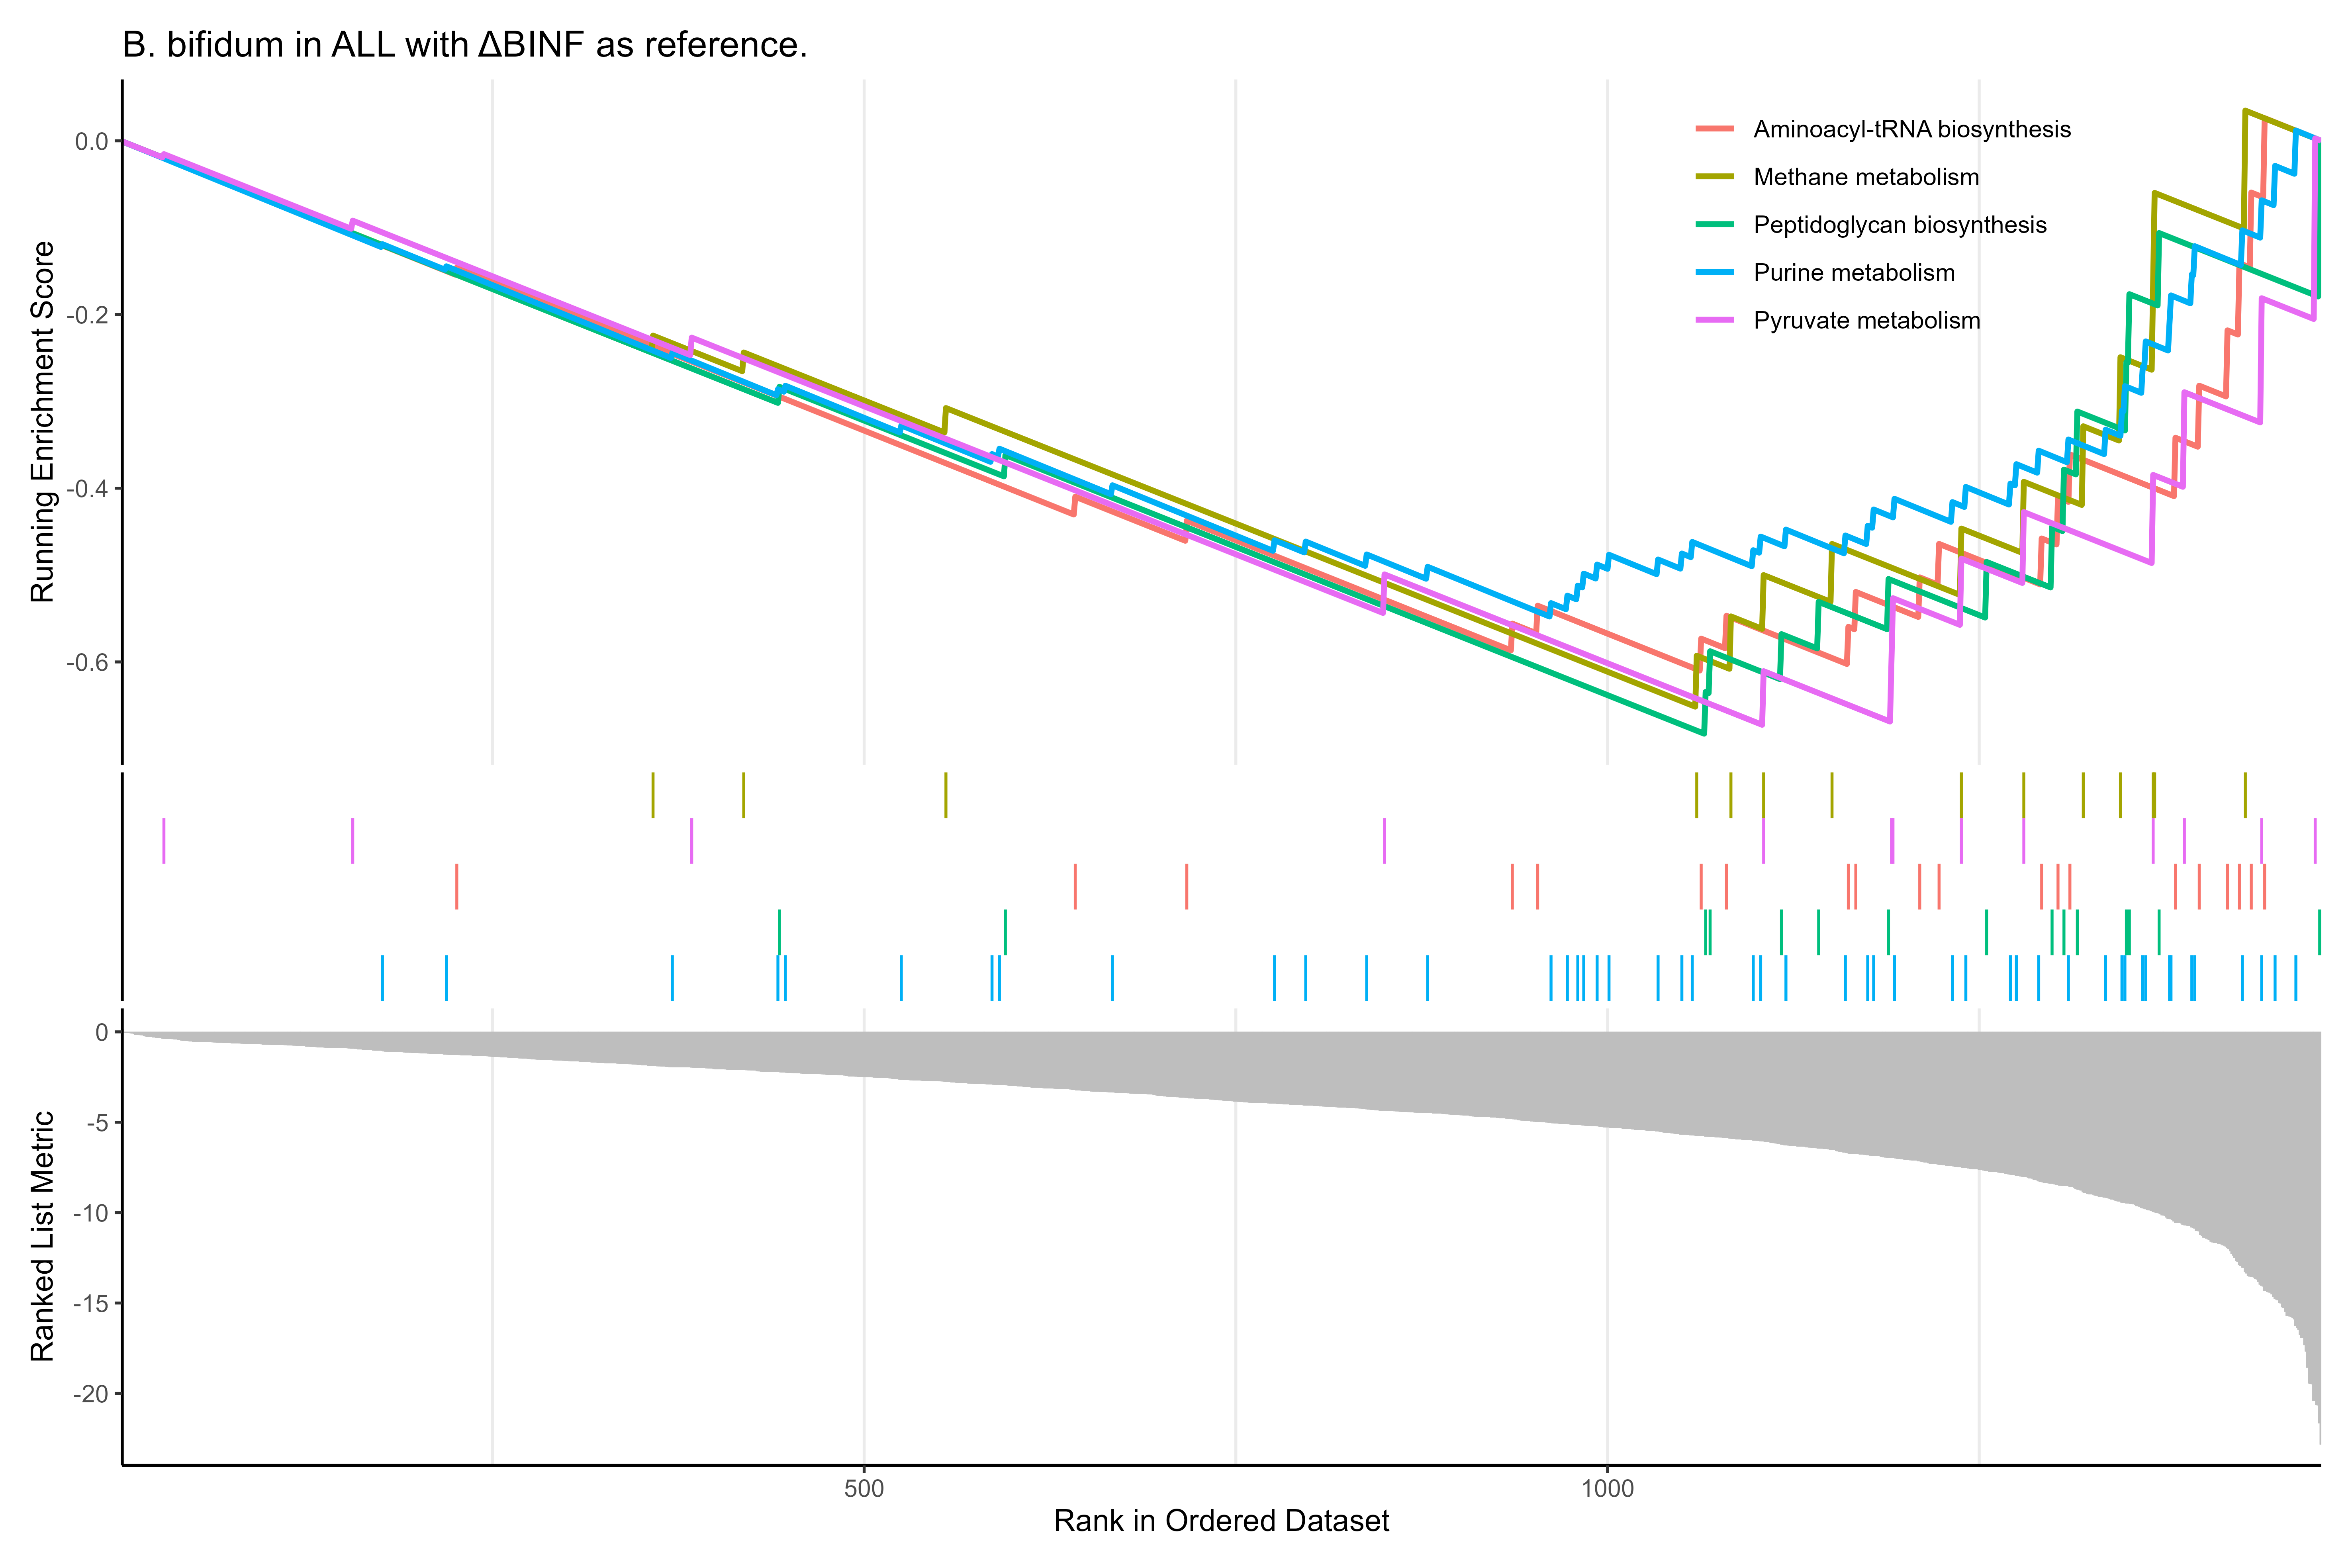 B. bifidum in ALL with ΔBINF as reference.
Running Enrichment Score
0.0
-0.2
-0.4
-0.6
Aminoacyl-tRNA biosynthesis
Methane metabolism
Peptidoglycan biosynthesis
Purine metabolism
Pyruvate metabolism
Ranked List Metric
0
-5
-10
-15
-20
500
1000
Rank in Ordered Dataset